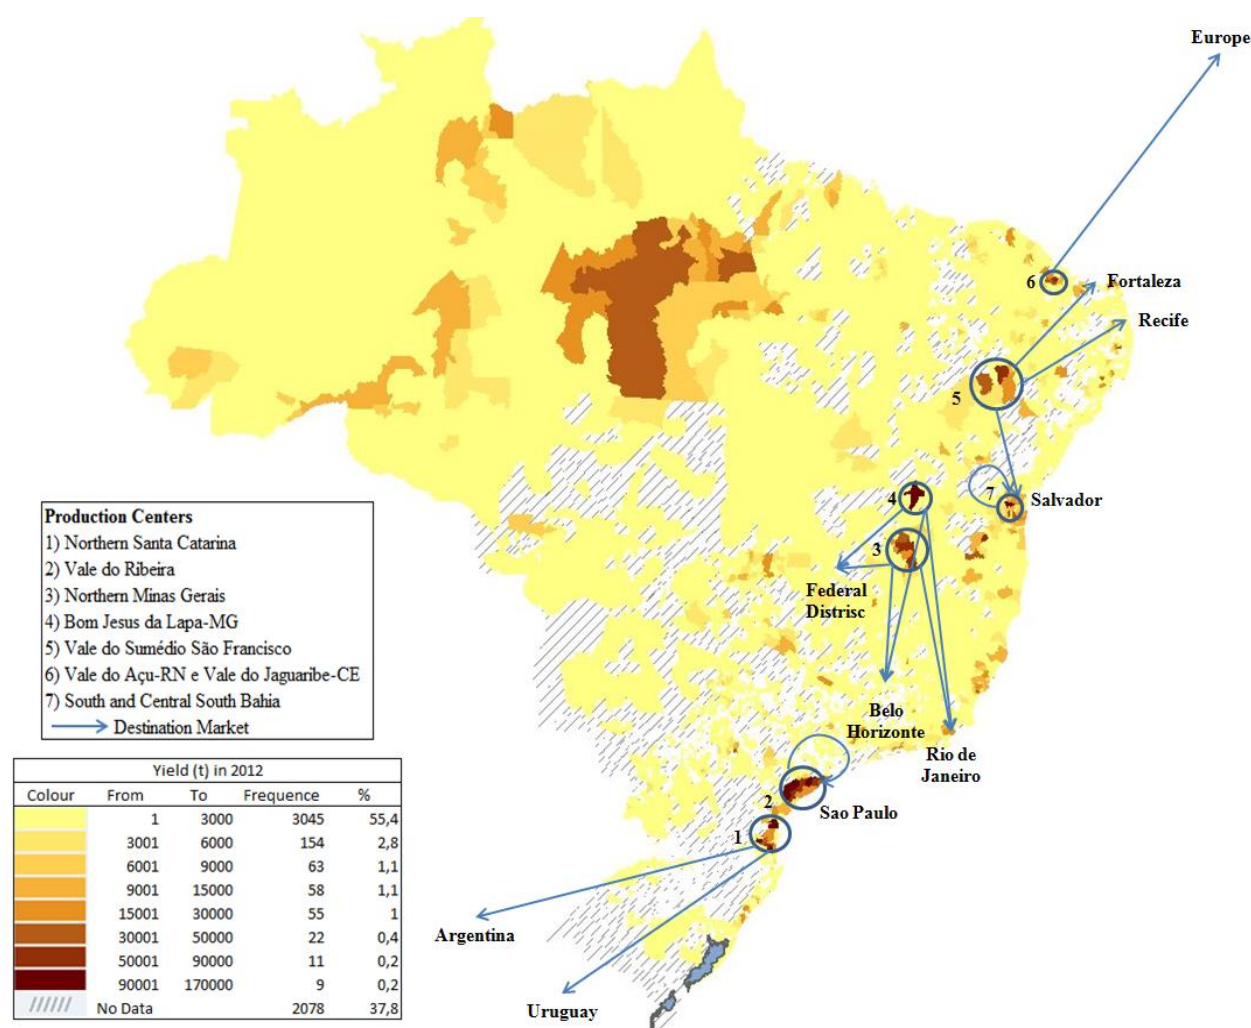 Europe
6
Fortaleza
Recife
5
4
7
Salvador
3
Federal
Distrisc
Production Centers
1) Northern Santa Catarina
2) Vale do Ribeira
3) Northern Minas Gerais
4) Bom Jesus da Lapa-MG
5) Vale do Sumédio São Francisco
6) Vale do Açu-RN e Vale do Jaguaribe-CE
7) South and Central South Bahia
Destination Market
Belo
Horizonte
Rio de
Janeiro
2
Sao Paulo
1
Argentina
Uruguay
Yield (t) in 2012
Colour From To Frequence %
1 3000 3045 55,4
3001 6000 154 2,8
6001 9000 63 1,1
9001 15000 58 1,1
15001 30000 55 1
30001 50000 22 0,4
50001 90000 11 0,2
90001 170000 9 0,2
No Data 2078 37,8